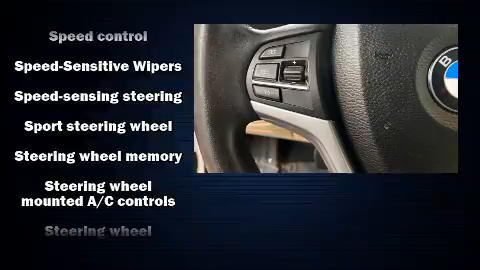 Speed control
Speed-Sensitive Wipers
Speed-sensing steering
Sport steering wheel
Steering wheel memory
Steering wheel
mounted A/C controls
Steering wheel